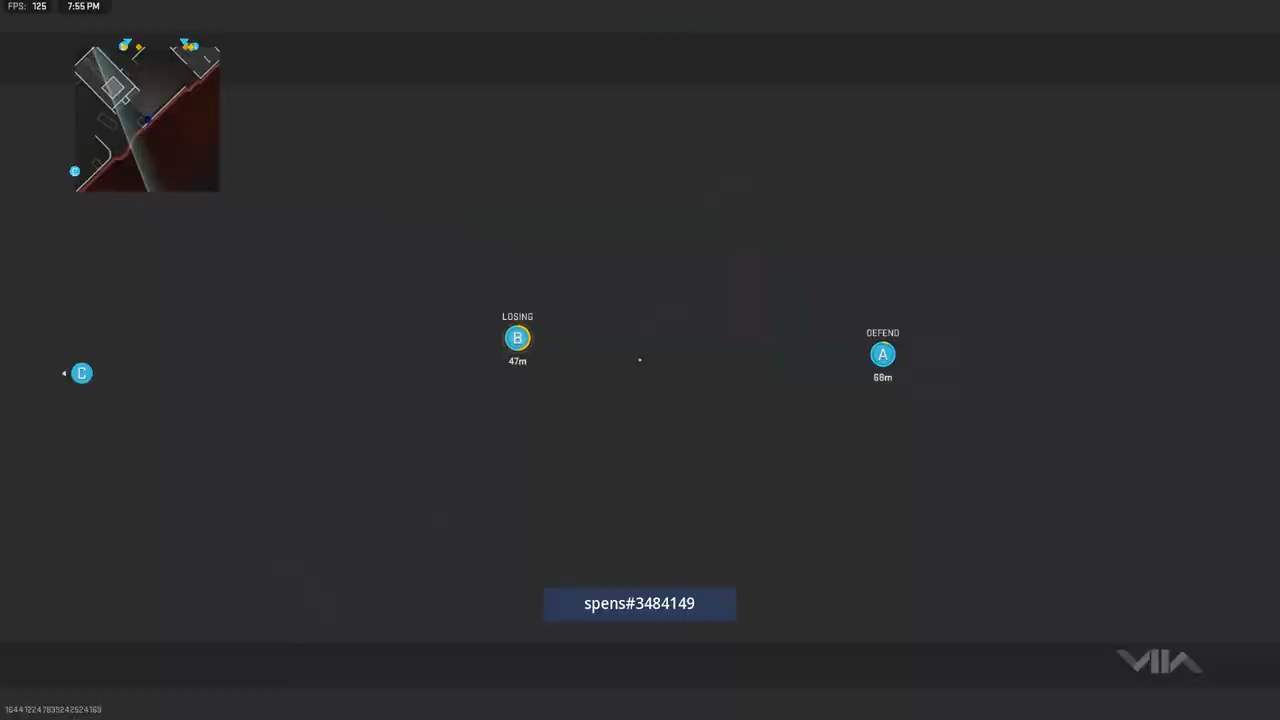 FPS: 125 7:55 PM
C
LOSING
B
47m
DEFEND
A
68m
C
spens#3484149